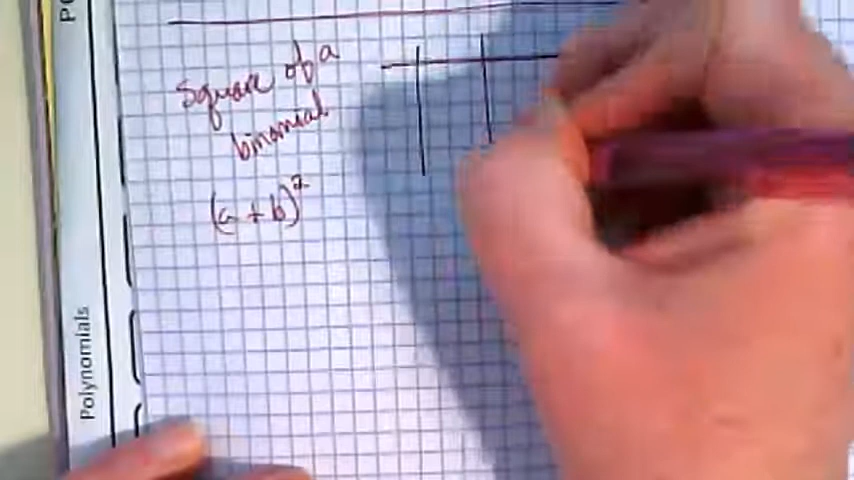 Square of a
binomial
(a + b)²
Polynomials